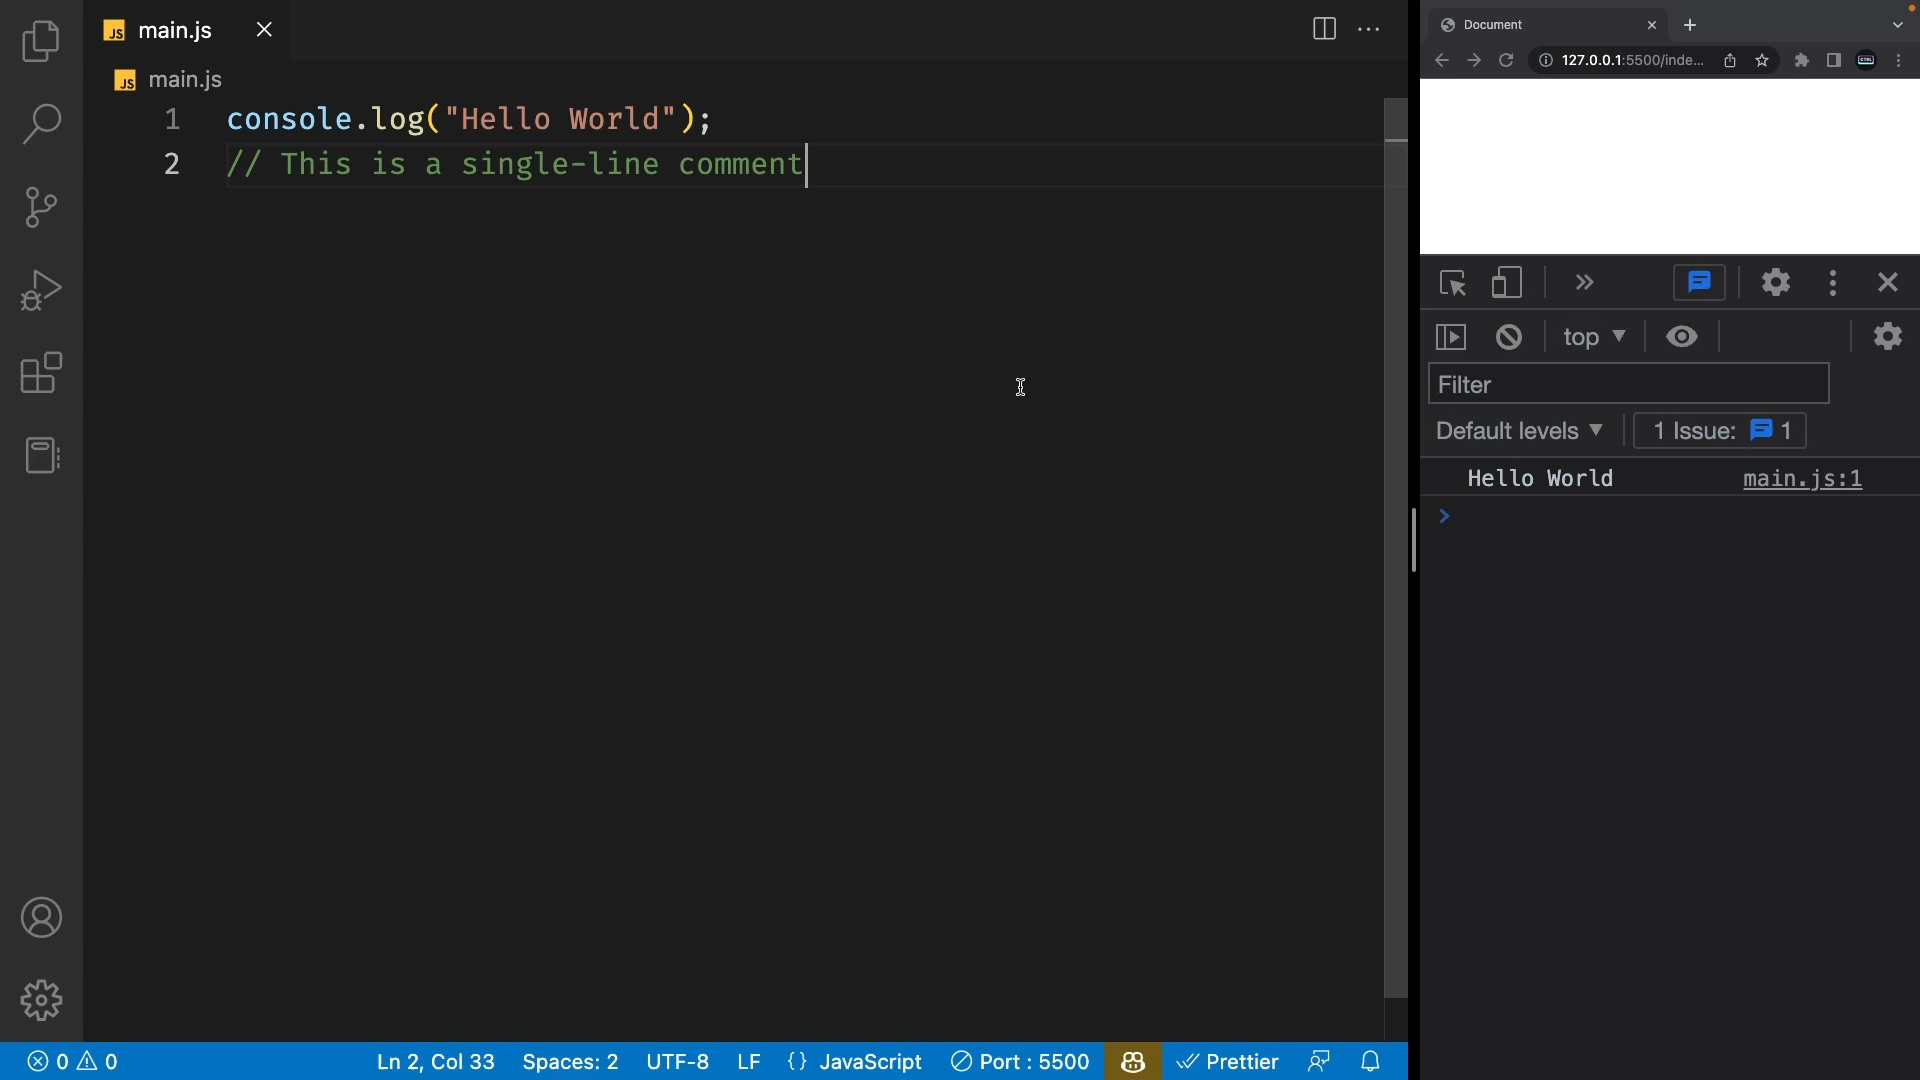 JS main.js
JS main.js
1 console.log("Hello World");
2 // This is a single-line comment
0 0 Ln 2, Col 33 Spaces: 2 UTF-8 LF {} JavaScript Port : 5500 Prettier
Document
127.0.0.1:5500/inde...
top
Filter
Default levels 1 Issue: 1
Hello World main.js:1